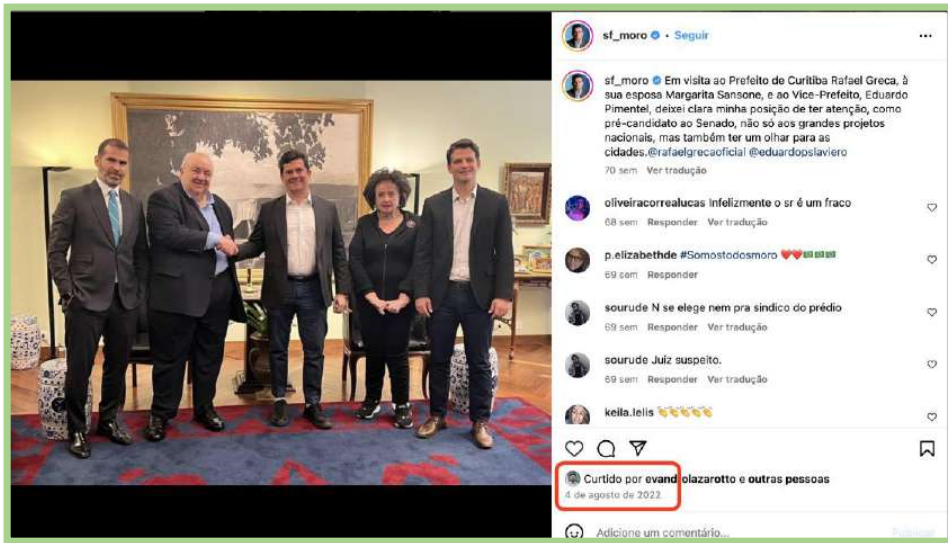 sf_moro • Seguir
sf_moro Em visita ao Prefeito de Curitiba Rafael Greca, à
sua esposa Margarita Sansone, e ao Vice-Prefeito, Eduardo
Pimentel, deixei clara minha posição de ter atenção, como
pré-candidato ao Senado, não só aos grandes projetos
nacionais, mas também ter um olhar para as
cidades.@rafaelgrecaoficial @eduardopslaviero
70 sem Ver tradução
oliveiracorrealucas Infelizmente o sr é um fraco
68 sem Responder Ver tradução
p.elizabethde #Somostodosmoro
69 sem Responder
sourude N se elege nem pra sindico do prédio
69 sem Responder Ver tradução
sourude Juíz suspeito.
69 sem Responder Ver tradução
keila.lelis
Curtido por evand olazarotto e outras pessoas
4 de agosto de 2022
Adicione um comentário...
Publicar